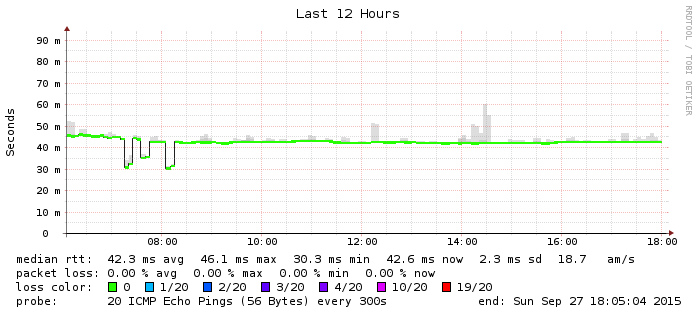 Last 12 Hours
RRDTOOL / TOBI OETIKER
Seconds
90 m
80 m
70 m
60 m
50 m
40 m
30 m
20 m
10 m
0
08:00 10:00 12:00 14:00 16:00 18:00
median rtt: 42.3 ms avg 46.1 ms max 30.3 ms min 42.6 ms now 2.3 ms sd 18.7 am/s
packet loss: 0.00 % avg 0.00 % max 0.00 % min 0.00 % now
loss color: 0 1/20 2/20 3/20 4/20 10/20 19/20
probe: 20 ICMP Echo Pings (56 Bytes) every 300s end: Sun Sep 27 18:05:04 2015